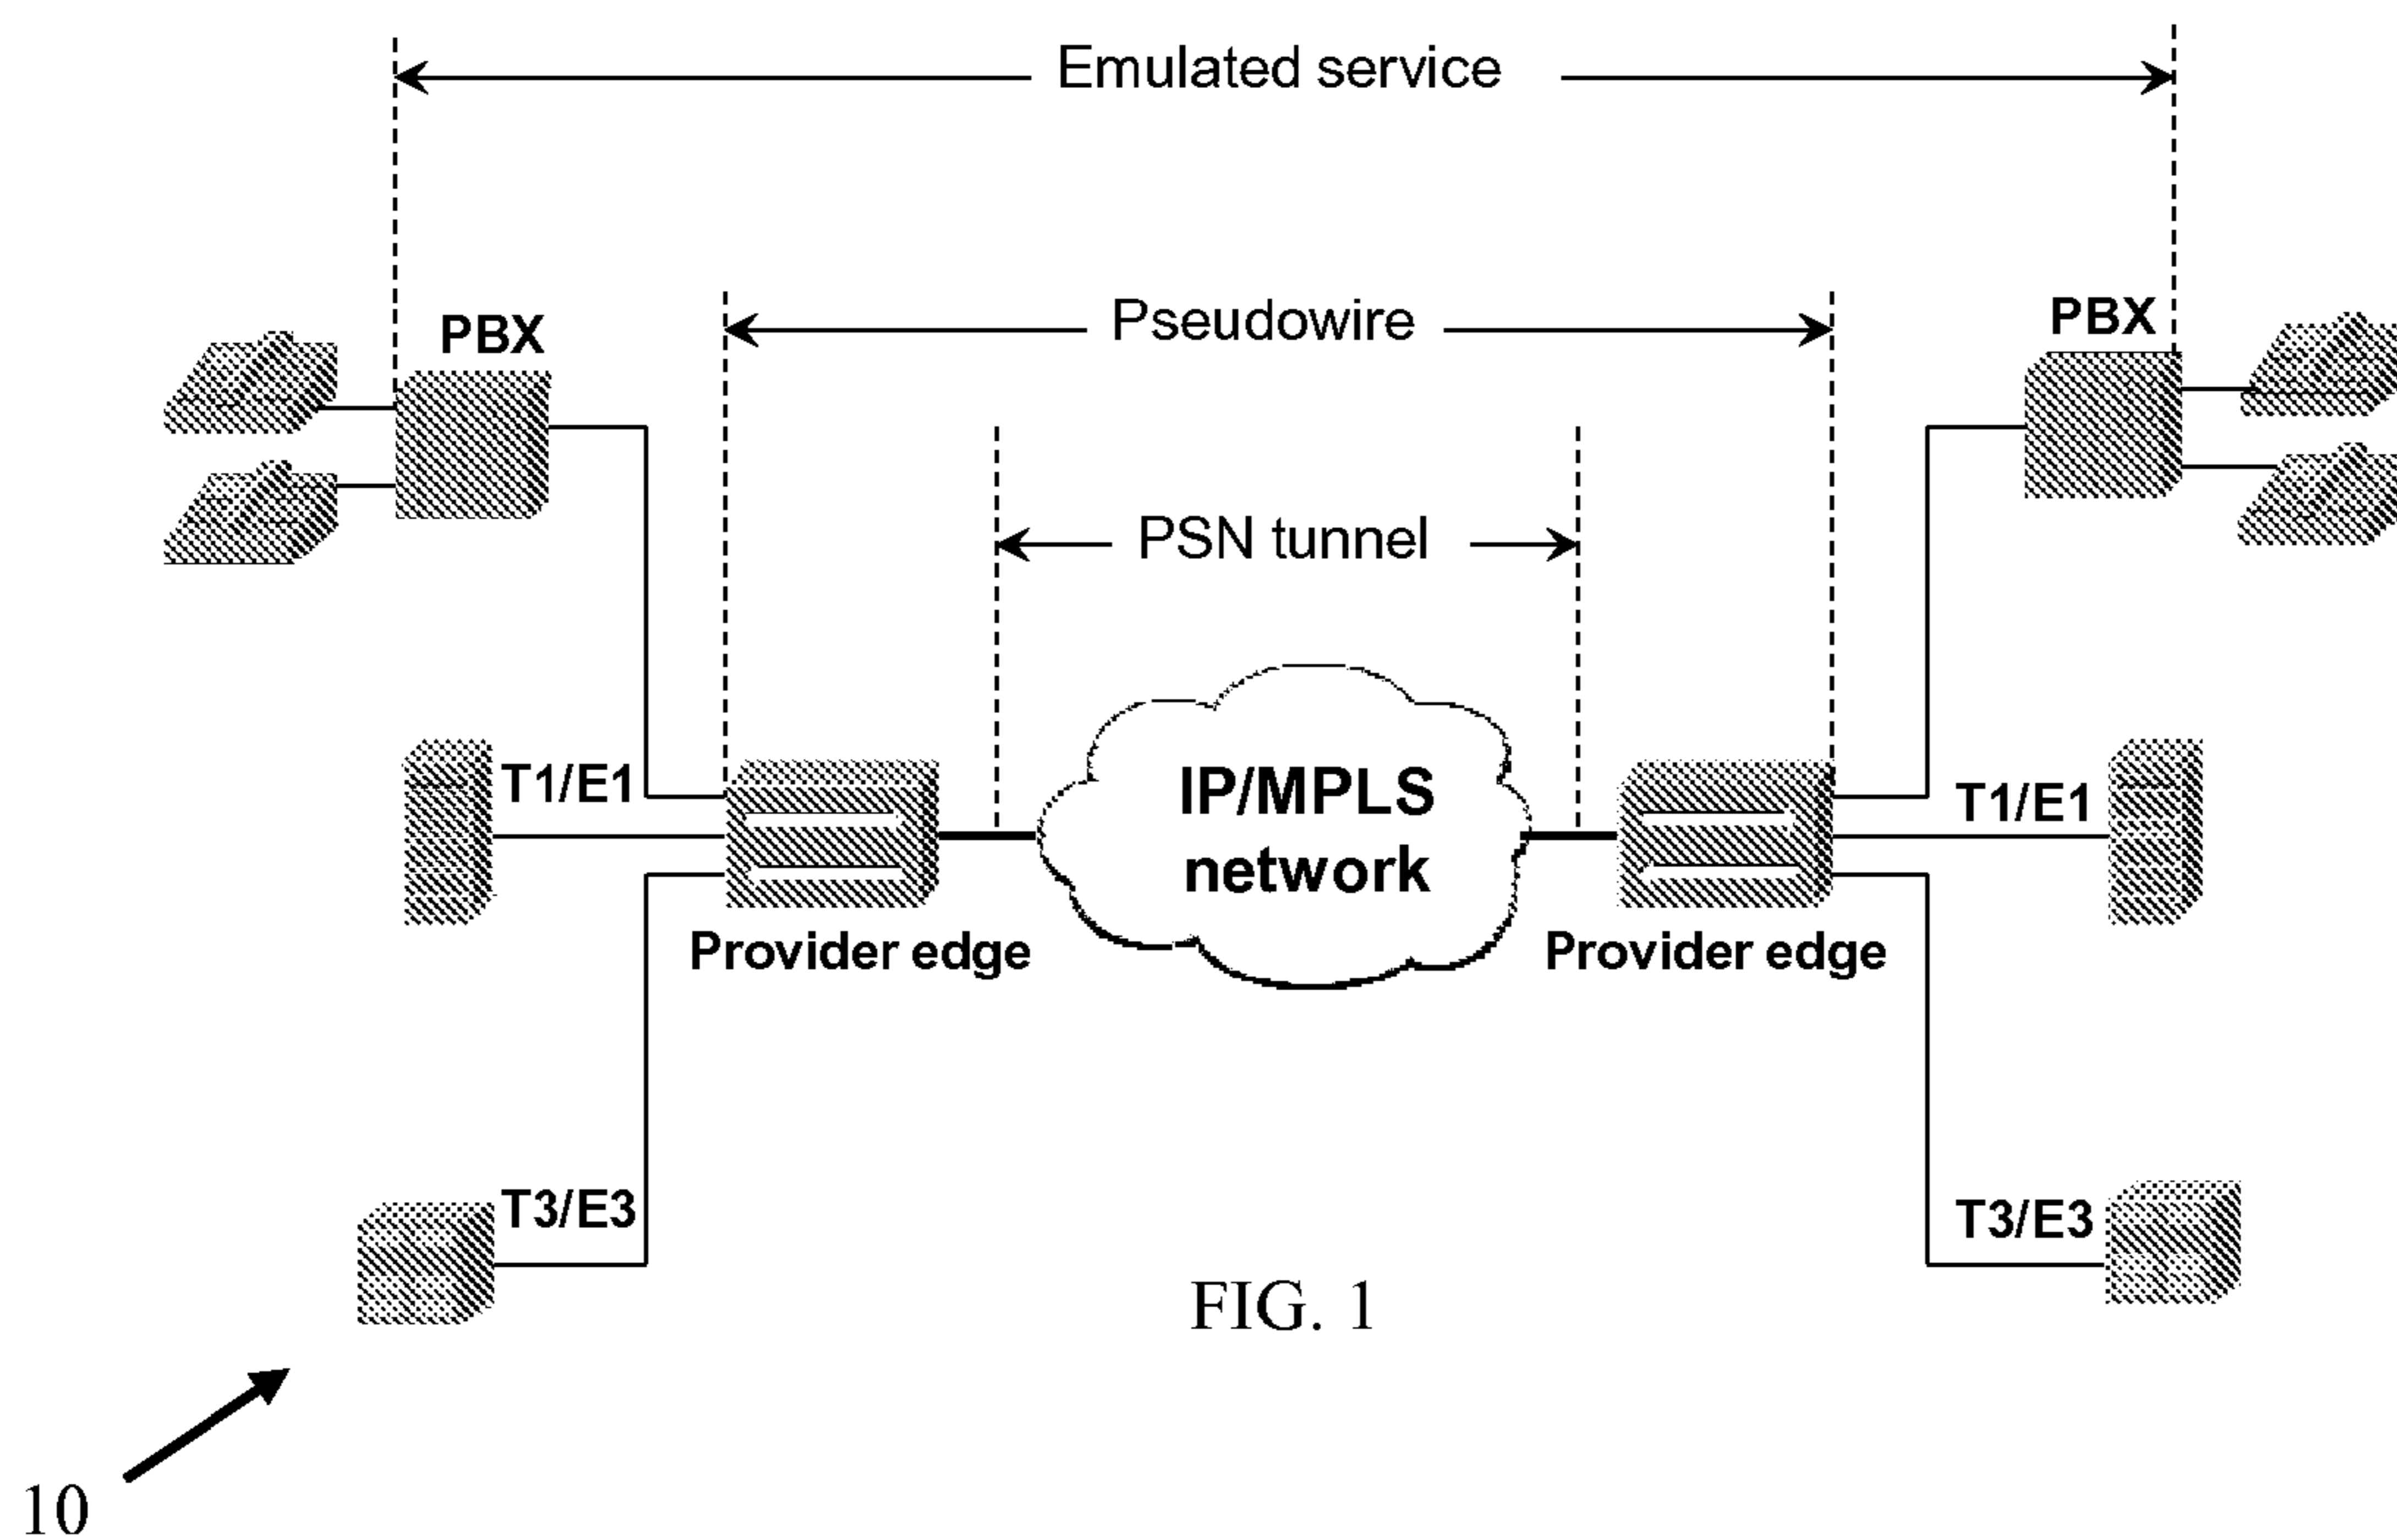 Emulated service
PBX
Pseudowire
PBX
PSN tunnel
T1/E1
IP/MPLS
network
T1/E1
Provider edge
Provider edge
T3/E3
T3/E3
FIG. 1
10